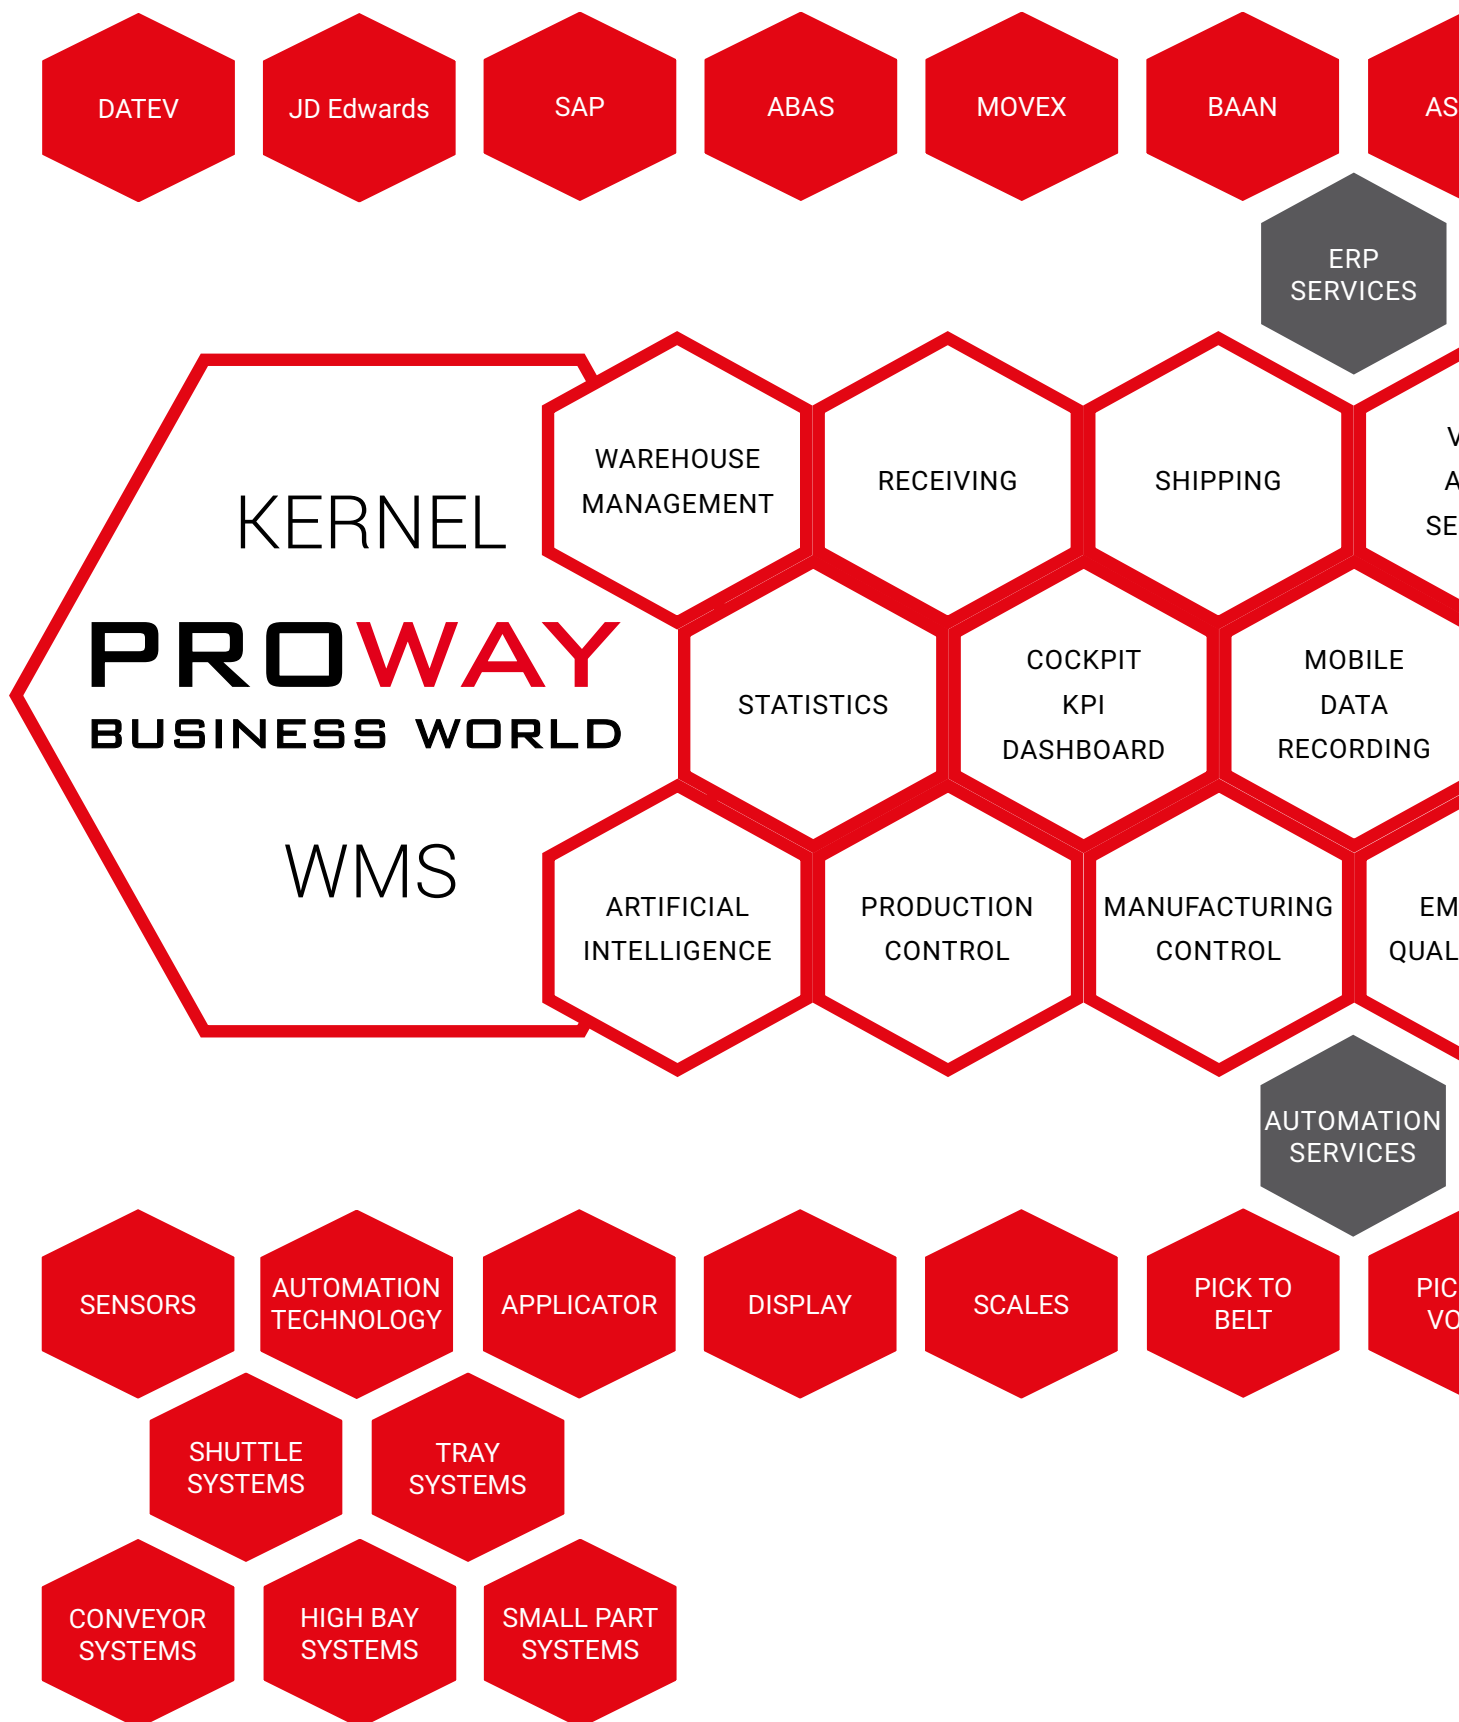 DATEV
JD Edwards
SAP
ABAS
MOVEX
BAAN
ERP
SERVICES
KERNEL
PROWAY
BUSINESS WORLD
WMS
WAREHOUSE
MANAGEMENT
RECEIVING
SHIPPING
STATISTICS
COCKPIT
KPI
DASHBOARD
MOBILE
DATA
RECORDING
ARTIFICIAL
INTELLIGENCE
PRODUCTION
CONTROL
MANUFACTURING
CONTROL
AUTOMATION
SERVICES
SENSORS
AUTOMATION
TECHNOLOGY
APPLICATOR
DISPLAY
SCALES
PICK TO
BELT
SHUTTLE
SYSTEMS
TRAY
SYSTEMS
CONVEYOR
SYSTEMS
HIGH BAY
SYSTEMS
SMALL PART
SYSTEMS